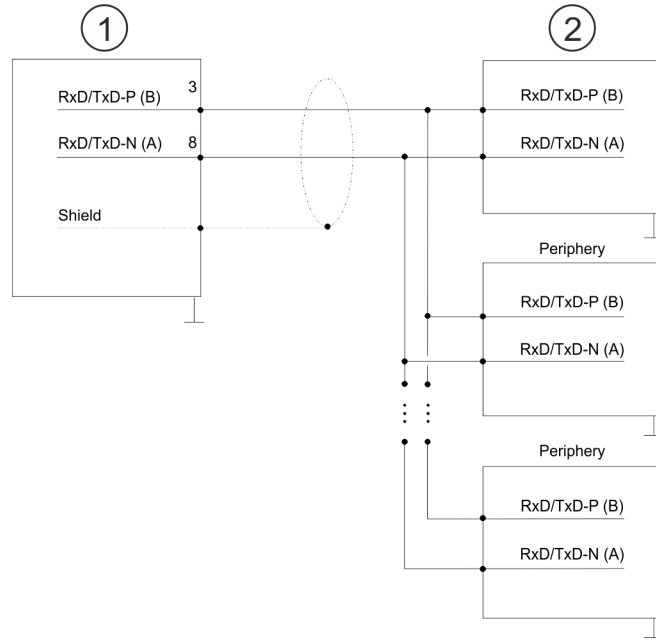 1
2
RxD/TxD-P (B) 3
RxD/TxD-N (A) 8
Shield
RxD/TxD-P (B)
RxD/TxD-N (A)
Periphery
RxD/TxD-P (B)
RxD/TxD-N (A)
Periphery
RxD/TxD-P (B)
RxD/TxD-N (A)